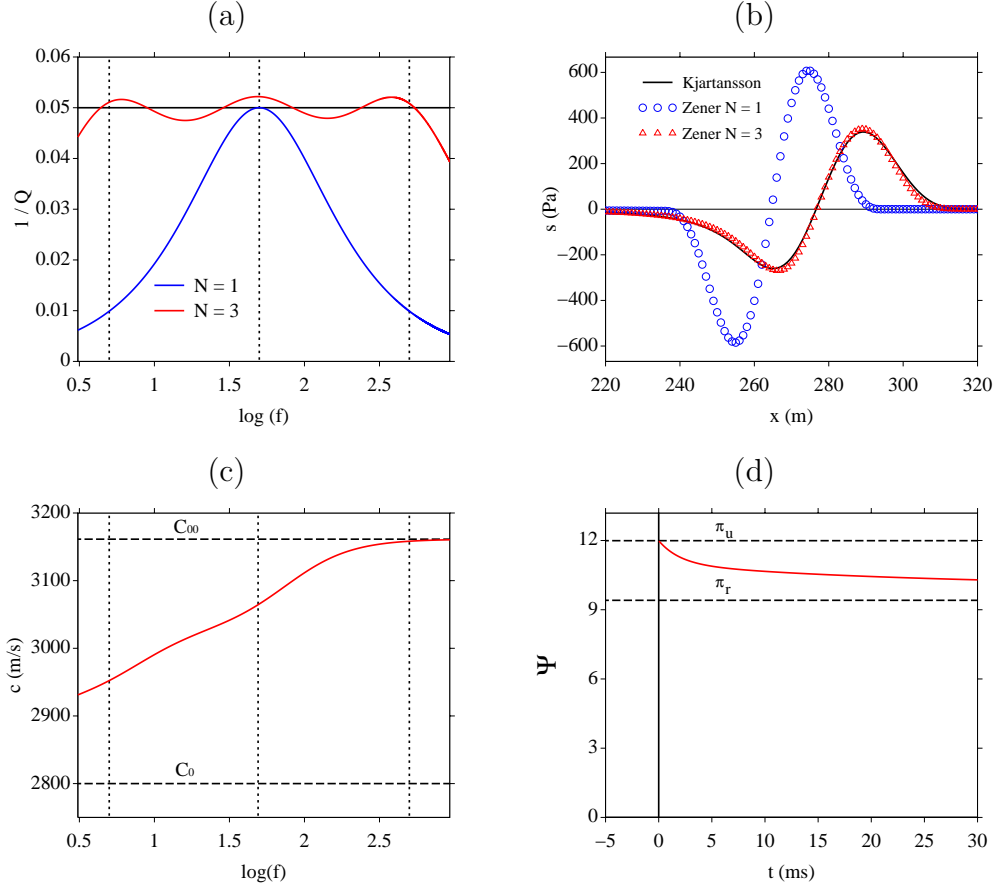 (a)
0.06
0.05
0.04
0.03
0.02
0.01
0
1 / Q
N = 1
N = 3
0.5 1 1.5 2 2.5
log (f)
(b)
600
400
200
0
−200
−400
−600
s (Pa)
Kjartansson
Zener N = 1
Zener N = 3
220 240 260 280 300 320
x (m)
(c)
3200
3100
3000
2900
2800
c (m/s)
C00
C0
0.5 1 1.5 2 2.5
log(f)
(d)
12
9
6
3
0
Ψ
πu
πr
−5 0 5 10 15 20 25 30
t (ms)